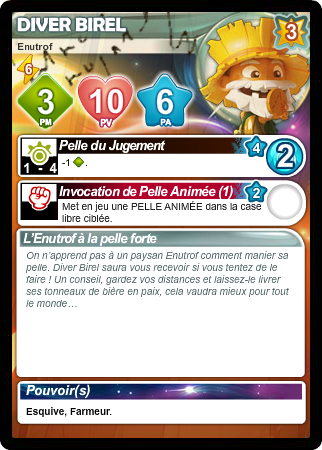 DIVER BIREL
3
Enutrof
6
3
PM
10
PV
6
PA
Pelle du Jugement
4
2
1 - 4
-1 .
Invocation de Pelle Animée (1)
2
Met en jeu une PELLE ANIMÉE dans la case
libre ciblée.
L'Enutrof à la pelle forte
On n'apprend pas à un paysan Enutrof comment manier sa
pelle. Diver Birel saura vous recevoir si vous tentez de le
faire ! Un conseil, gardez vos distances et laissez-le livrer
ses tonneaux de bière en paix, cela vaudra mieux pour tout
le monde…
Pouvoir(s)
Esquive, Farmeur.